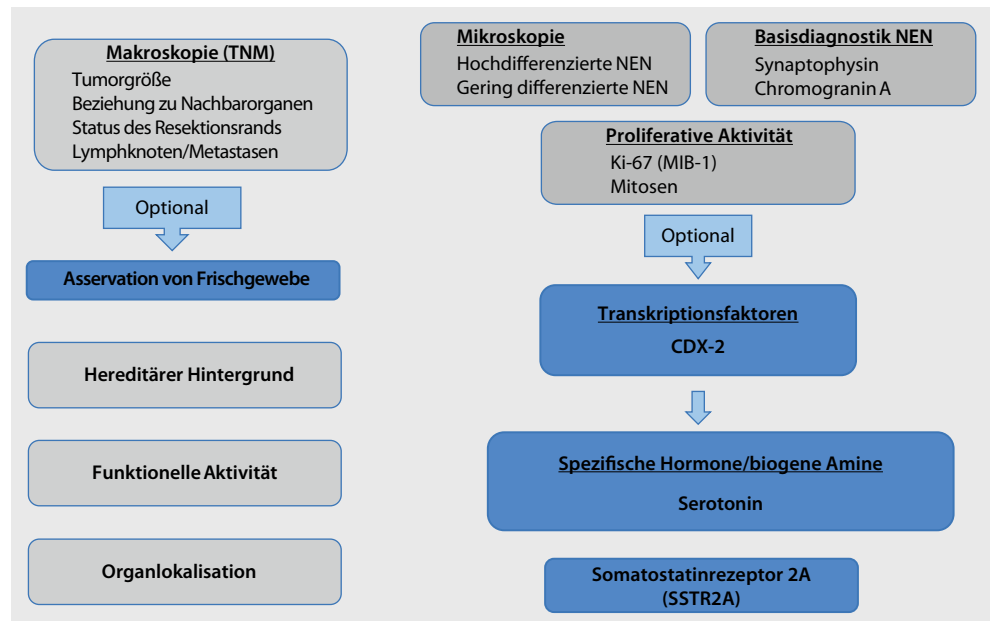 Makroskopie (TNM)
Tumorgröße
Beziehung zu Nachbarorganen
Status des Resektionsrands
Lymphknoten/Metastasen
Optional
Asservation von Frischgewebe
Hereditärer Hintergrund
Funktionelle Aktivität
Organlokalisation
Mikroskopie
Hochdifferenzierte NEN
Gering differenzierte NEN
Basisdiagnostik NEN
Synaptophysin
Chromogranin A
Proliferative Aktivität
Ki-67 (MIB-1)
Mitosen
Optional
Transkriptionsfaktoren
CDX-2
Spezifische Hormone/biogene Amine
Serotonin
Somatostatinrezeptor 2A
(SSTR2A)